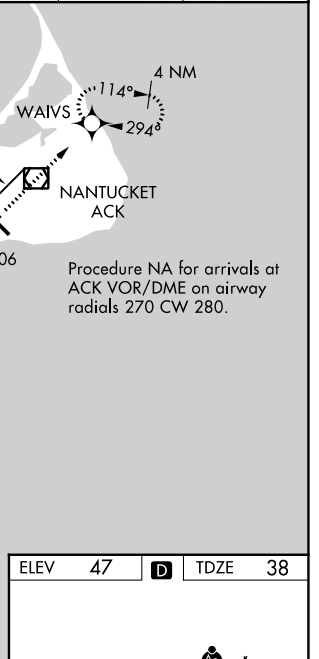 4 NM
114°
WAIVS
294°
NANTUCKET
ACK
06
Procedure NA for arrivals at
ACK VOR/DME on airway
radials 270 CW 280.
ELEV 47 D TDZE 38